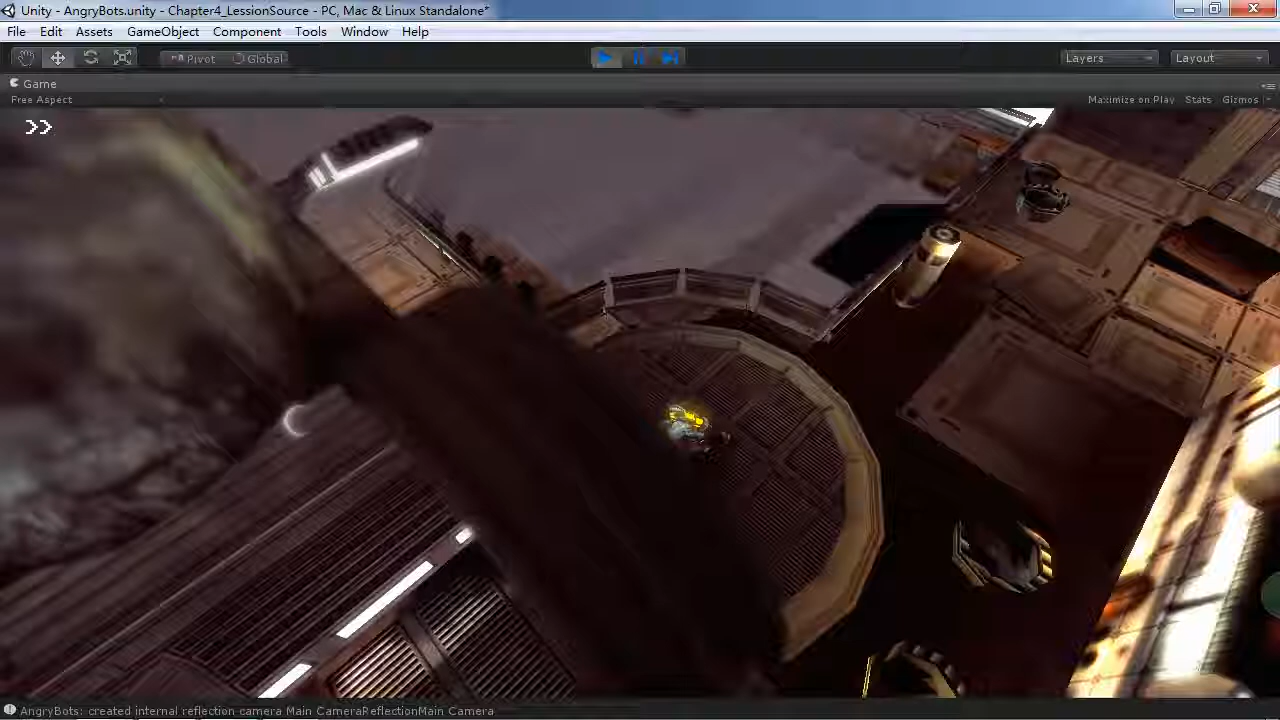 Unity - AngryBots.unity - Chapter4_LessionSource - PC, Mac & Linux Standalone*
File Edit Assets GameObject Component Tools Window Help
Pivot Global Layers Layout
Game
Free Aspect Maximize on Play Stats Gizmos
>>
AngryBots: created internal reflection camera Main CameraReflectionMain Camera